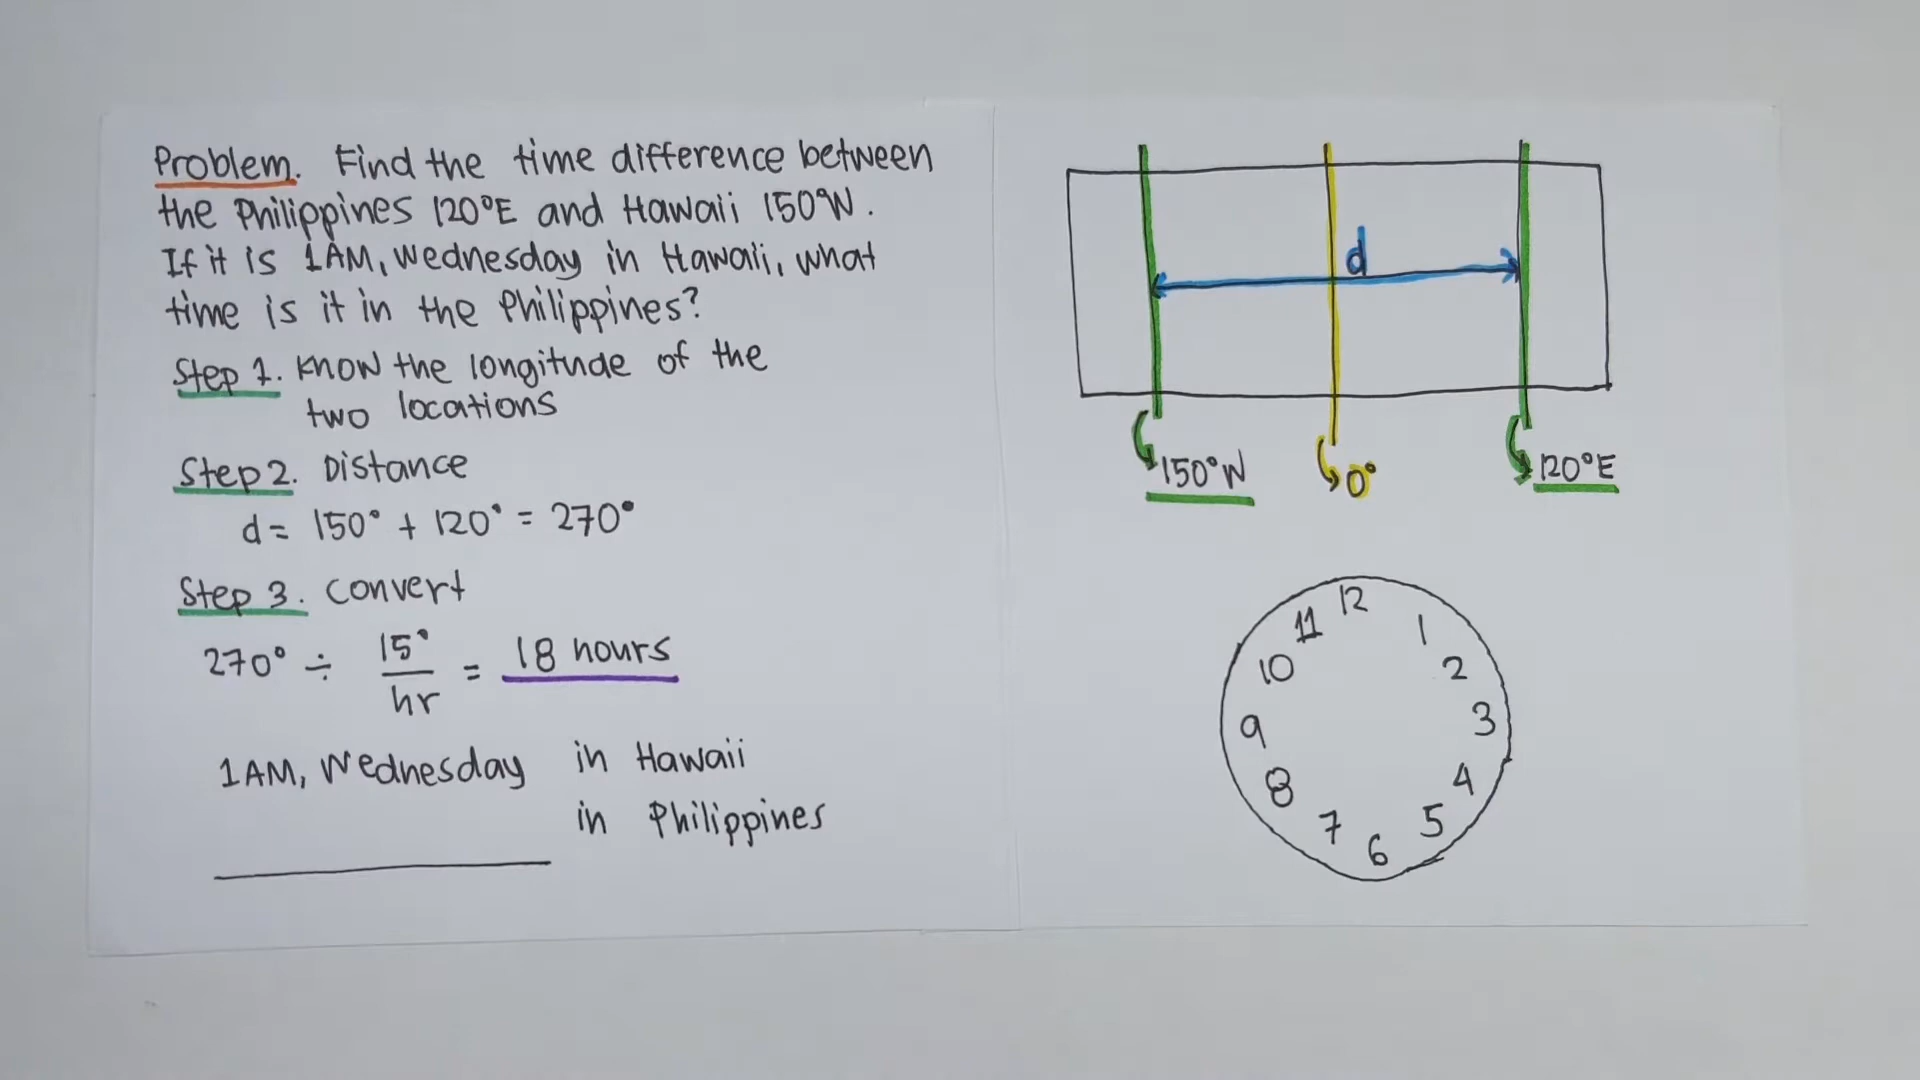 Problem. Find the time difference between
the Philippines 120°E and Hawaii 150°W.
If it is 1AM, Wednesday in Hawaii, what
time is it in the Philippines?
Step 1. Know the longitude of the
two locations
Step 2. Distance
d = 150° + 120° = 270°
Step 3. Convert
270° ÷ 15°/hr = 18 hours
1AM, Wednesday in Hawaii
in Philippines
d
150°W 0° 120°E
12
11 1
10 2
9 3
8 4
7 5
6